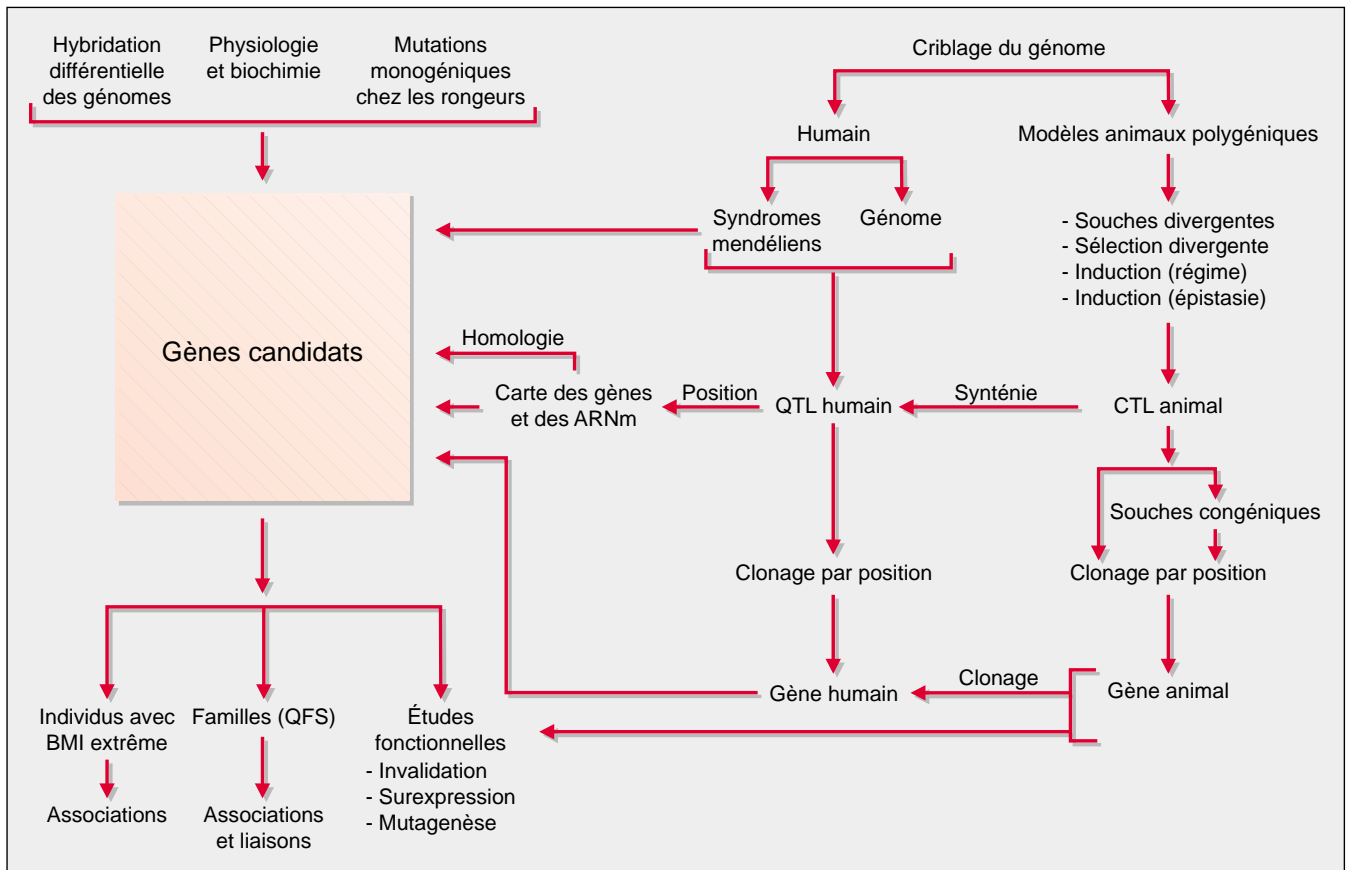 Hybridation
différentielle
des génomes
Physiologie
et biochimie
Mutations
monogéniques
chez les rongeurs
Criblage du génome
Humain
Modèles animaux polygéniques
Syndromes
mendéliens
Génome
- Souches divergentes
- Sélection divergente
- Induction (régime)
- Induction (épistasie)
Gènes candidats
Homologie
Carte des gènes
et des ARNm
Position
QTL humain
Synténie
CTL animal
Souches congéniques
Clonage par position
Clonage par position
Gène humain
Clonage
Gène animal
Individus avec
BMI extrême
Familles (QFS)
Études
fonctionnelles
- Invalidation
- Surexpression
- Mutagenèse
Associations
Associations
et liaisons